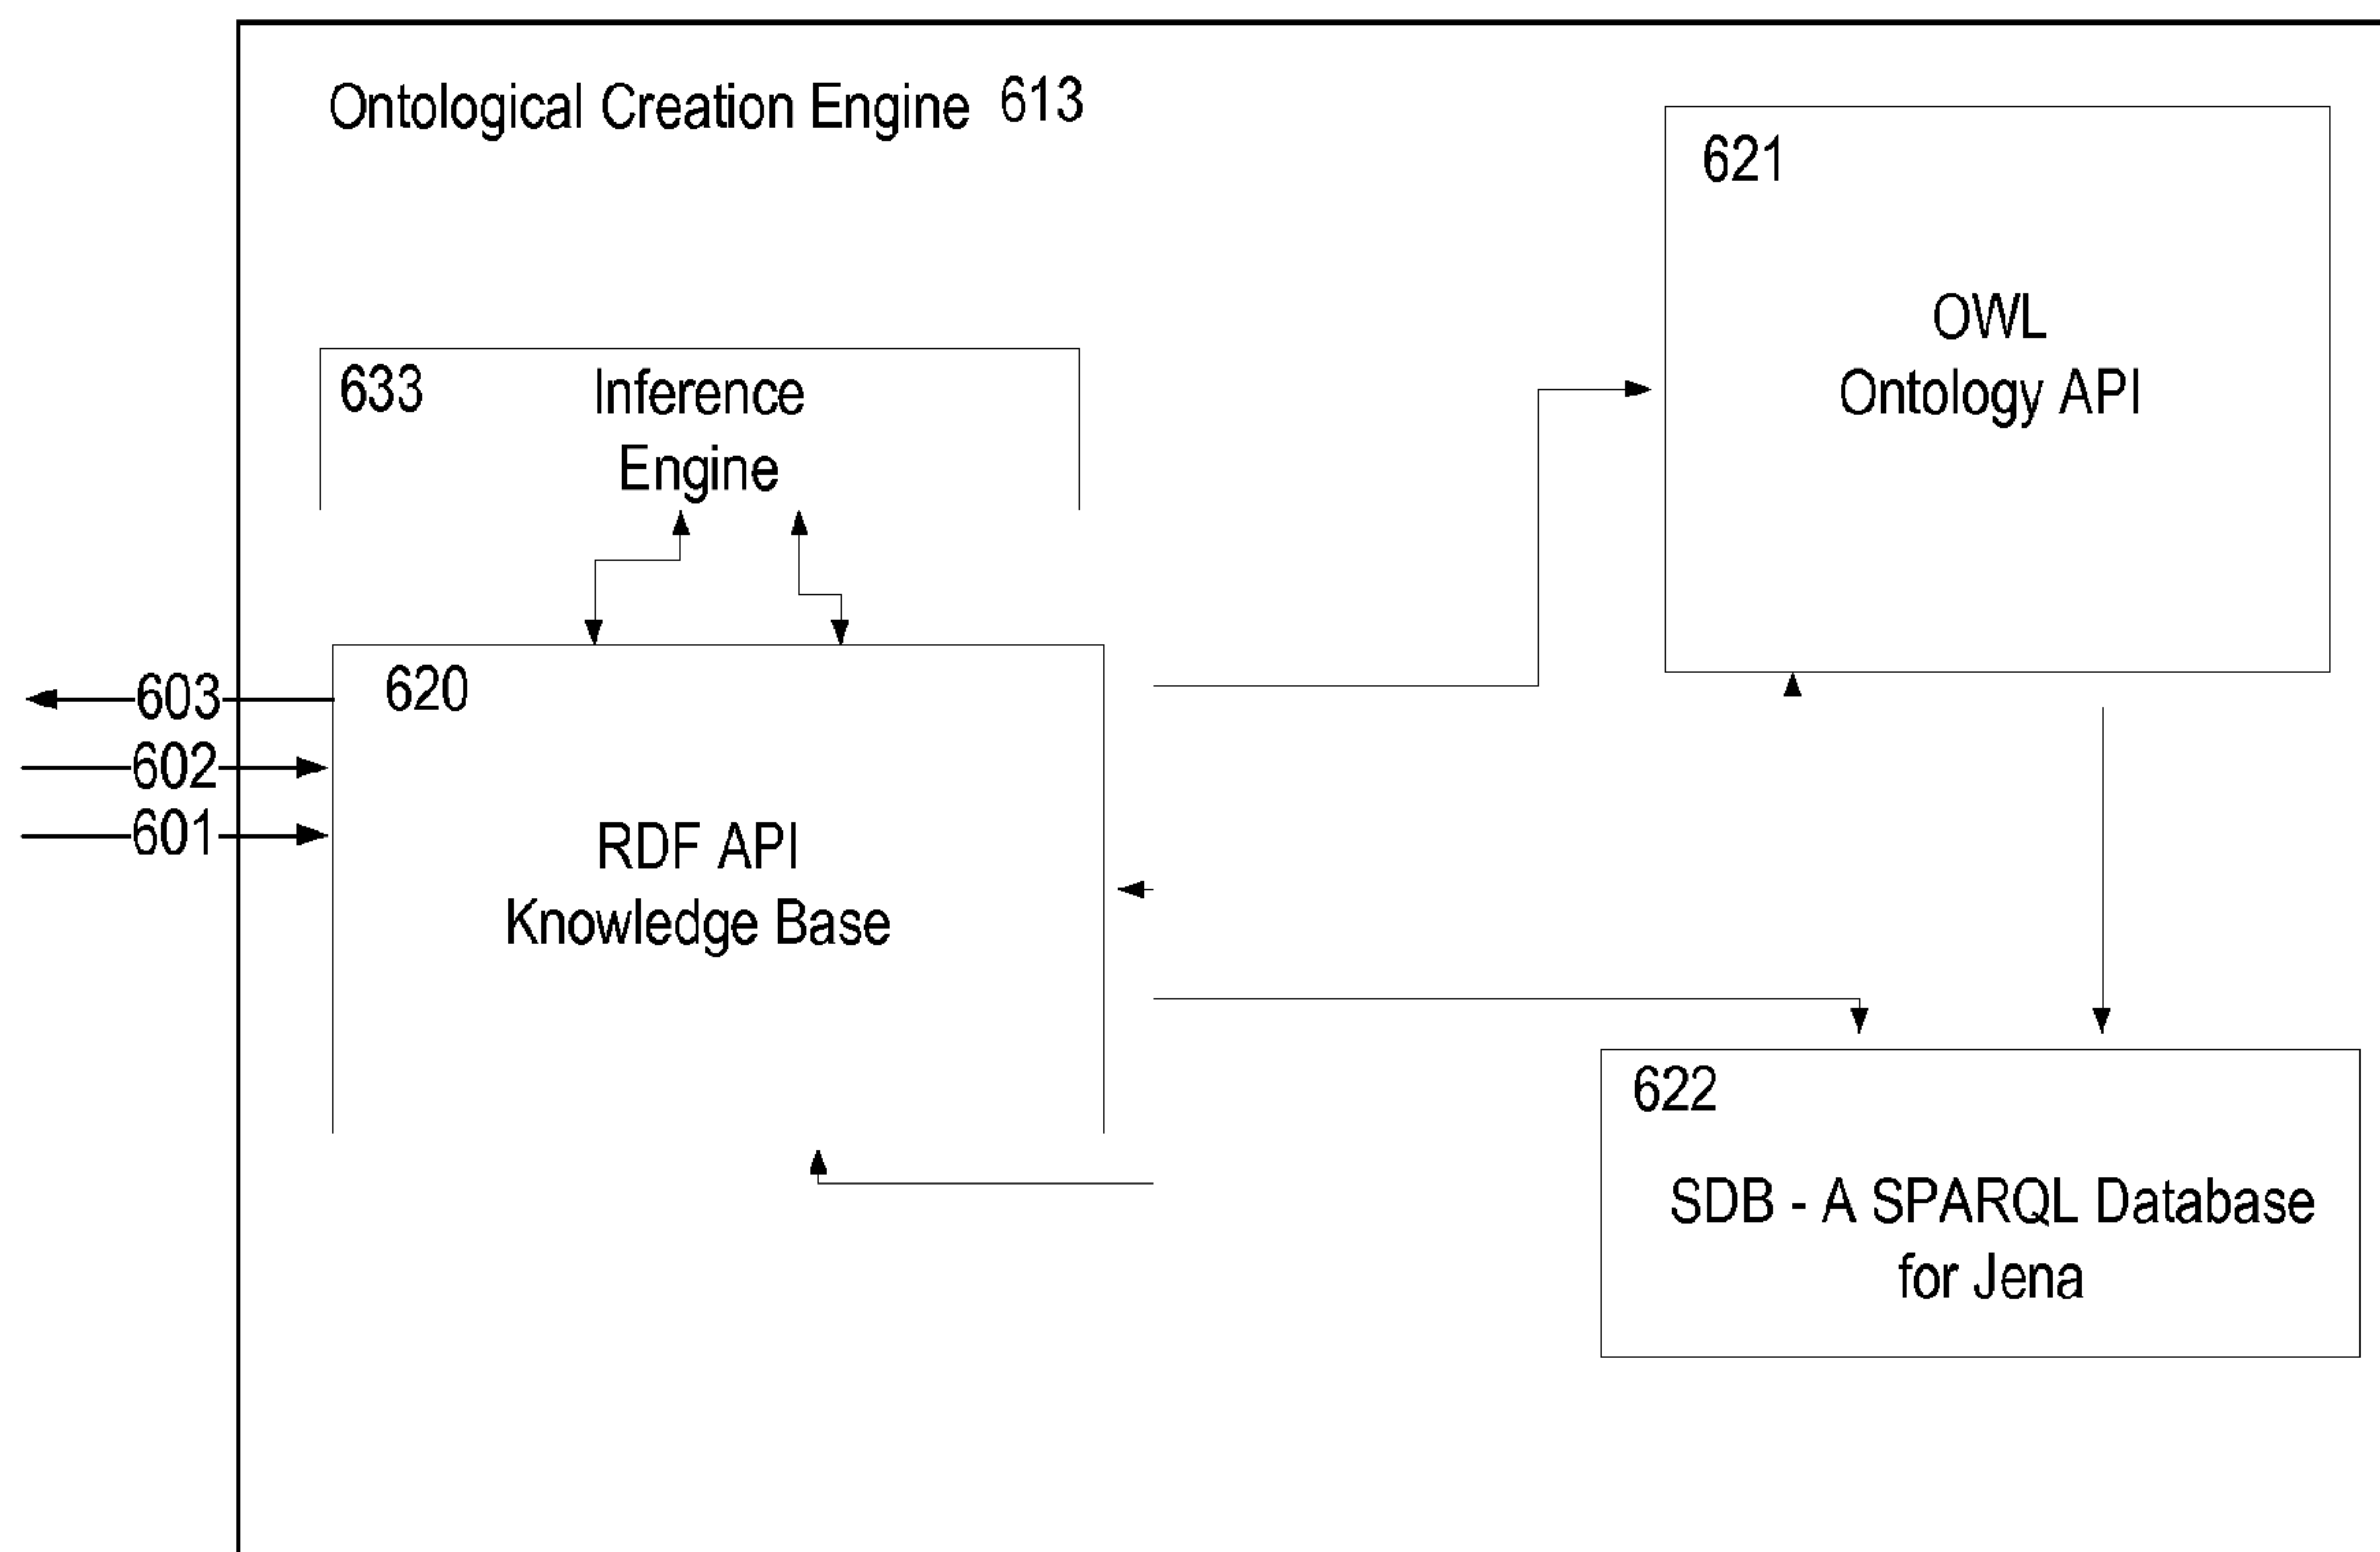 Ontological Creation Engine 613
621
OWL
Ontology API
633
Inference
Engine
603
602
601
620
RDF API
Knowledge Base
622
SDB - A SPARQL Database
for Jena